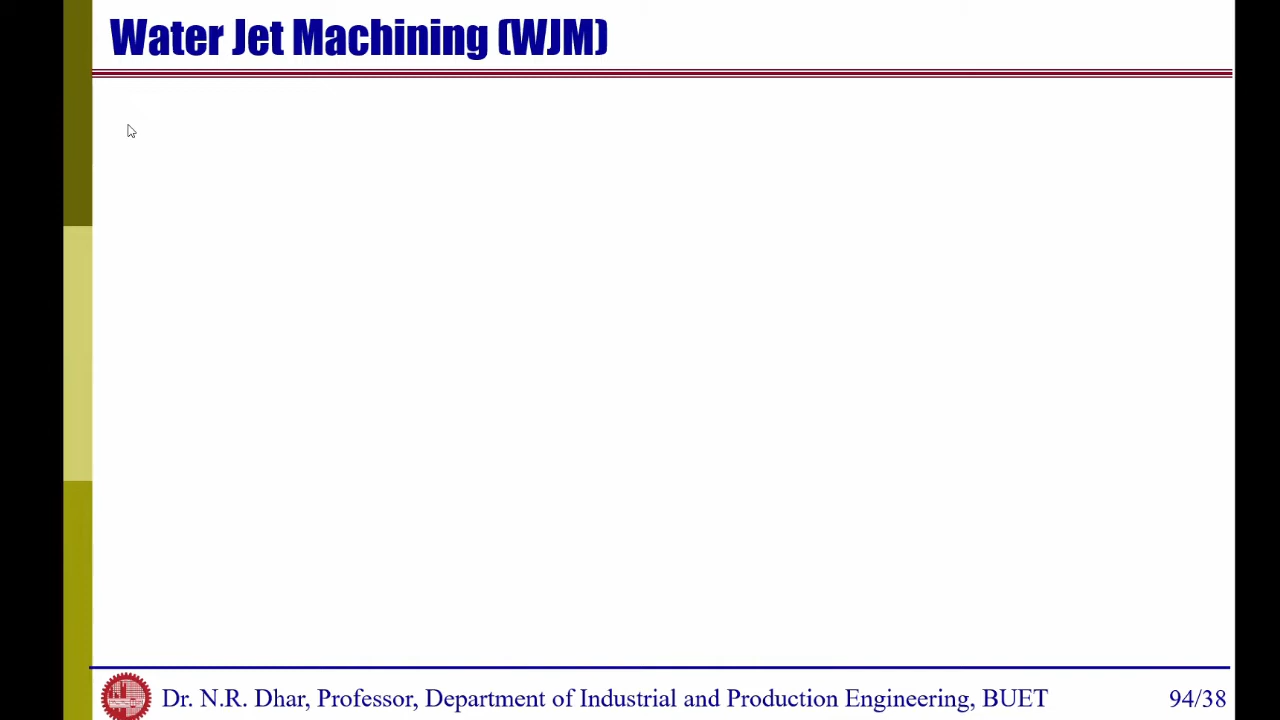 Water Jet Machining (WJM)
Dr. N.R. Dhar, Professor, Department of Industrial and Production Engineering, BUET 94/38